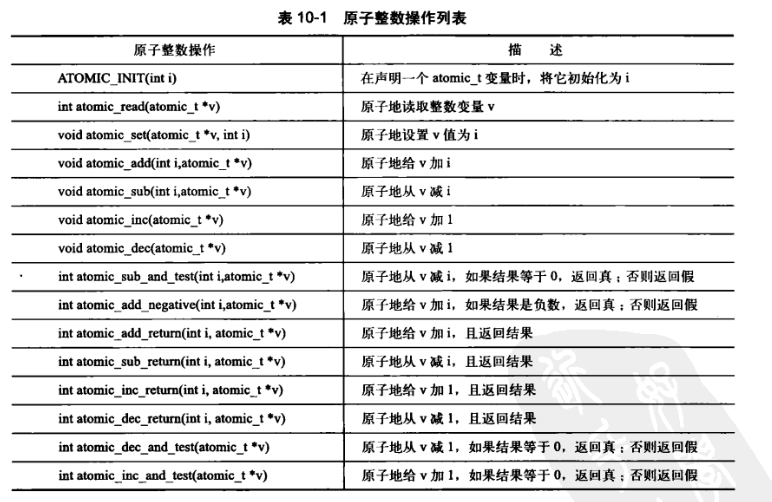 表 10-1 原子整数操作列表
原子整数操作 描 述
ATOMIC_INIT(int i) 在声明一个 atomic_t 变量时，将它初始化为 i
int atomic_read(atomic_t *v) 原子地读取整数变量 v
void atomic_set(atomic_t *v, int i) 原子地设置 v 值为 i
void atomic_add(int i,atomic_t *v) 原子地给 v 加 i
void atomic_sub(int i,atomic_t *v) 原子地从 v 减 i
void atomic_inc(atomic_t *v) 原子地给 v 加 1
void atomic_dec(atomic_t *v) 原子地从 v 减 1
int atomic_sub_and_test(int i,atomic_t *v) 原子地从 v 减 i，如果结果等于 0，返回真；否则返回假
int atomic_add_negative(int i,atomic_t *v) 原子地给 v 加 i，如果结果是负数，返回真；否则返回假
int atomic_add_return(int i, atomic_t *v) 原子地给 v 加 i，且返回结果
int atomic_sub_return(int i, atomic_t *v) 原子地从 v 减 i，且返回结果
int atomic_inc_return(int i, atomic_t *v) 原子地给 v 加 1，且返回结果
int atomic_dec_return(int i, atomic_t *v) 原子地从 v 减 1，且返回结果
int atomic_dec_and_test(atomic_t *v) 原子地从 v 减 1，如果结果等于 0，返回真；否则返回假
int atomic_inc_and_test(atomic_t *v) 原子地给 v 加 1，如果结果等于 0，返回真；否则返回假